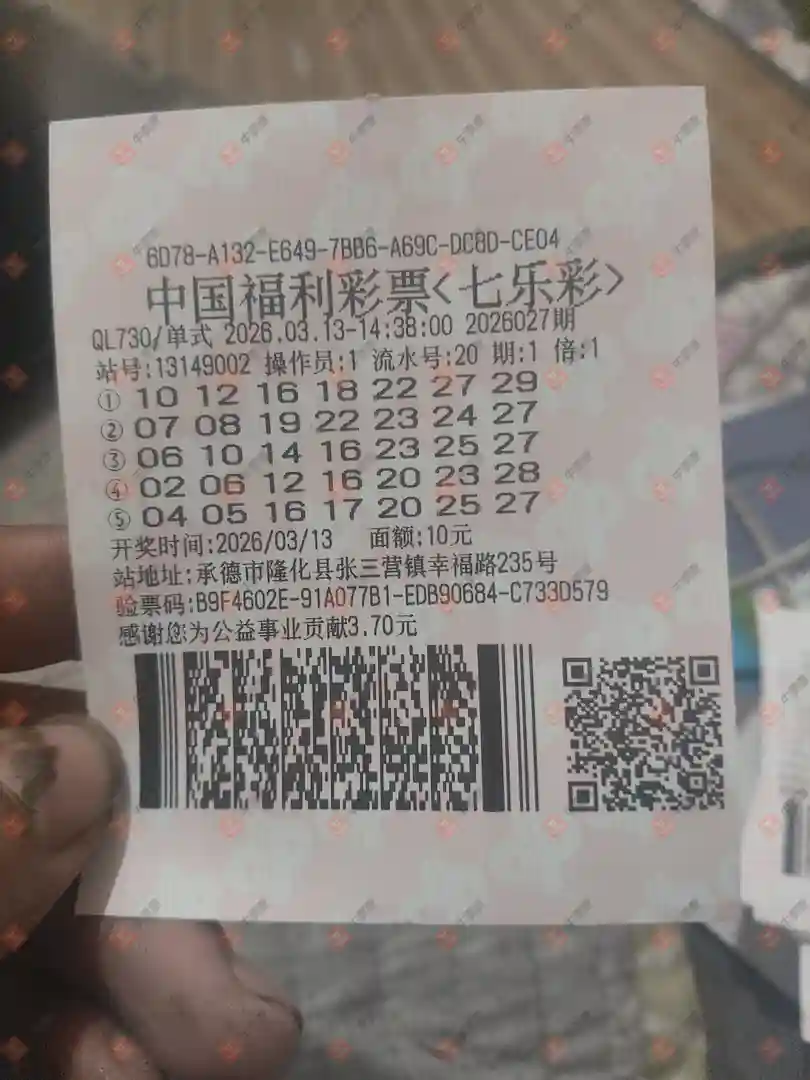 6D78-A132-E649-7BB6-A69C-DC8D-CE04
中国福利彩票<七乐彩>
QL730/单式 2026.03.13-14:38:00 2026027期
站号:13149002 操作员:1 流水号:20 期:1 倍:1
① 10 12 16 18 22 27 29
② 07 08 19 22 23 24 27
③ 06 10 14 16 23 25 27
④ 02 06 12 16 20 23 28
⑤ 04 05 16 17 20 25 27
开奖时间:2026/03/13 面额:10元
站地址:承德市隆化县张三营镇幸福路235号
验票码:B9F4602E-91A077B1-EDB90684-C733D579
感谢您为公益事业贡献3.70元